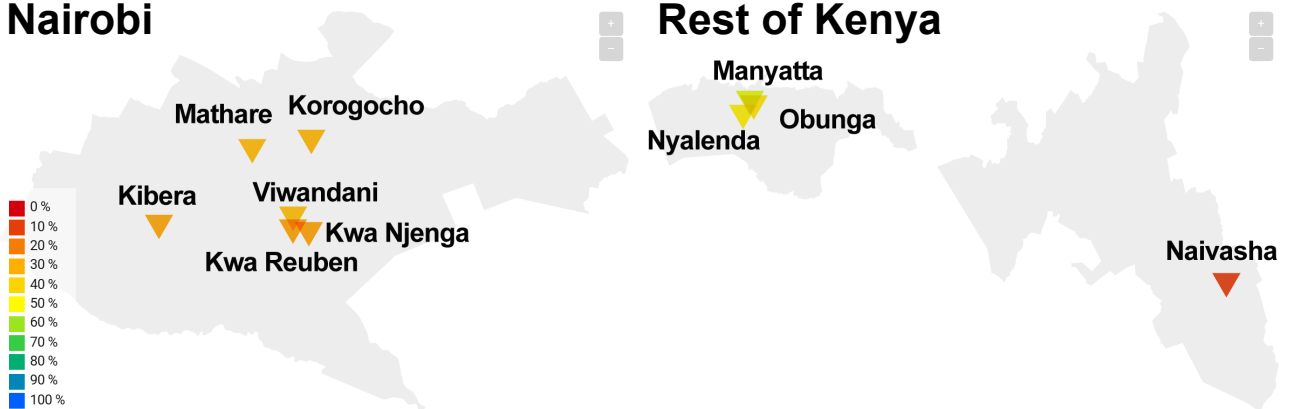 Nairobi
+
−
Mathare
Korogocho
Kibera
Viwandani
Kwa Njenga
Kwa Reuben
0 %
10 %
20 %
30 %
40 %
50 %
60 %
70 %
80 %
90 %
100 %
Rest of Kenya
+
−
Manyatta
Obunga
Nyalenda
Naivasha